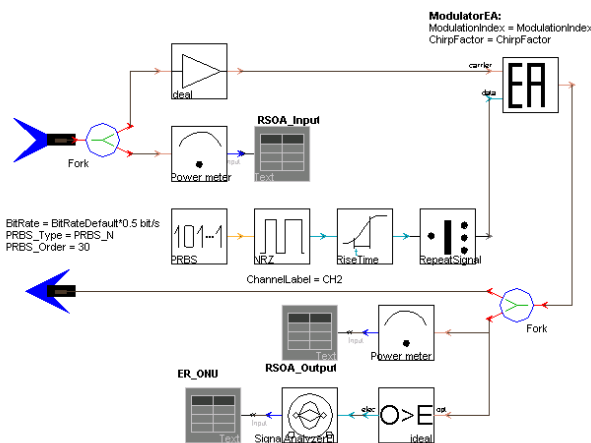 ModulatorEA:
ModulationIndex = ModulationIndex
ChirpFactor = ChirpFactor
carrier
EA
data
ideal
RSOA_Input
Fork
Power meter
Input
Text
BitRate = BitRateDefault*0.5 bit/s
PRBS_Type = PRBS_N
PRBS_Order = 30
101--1
PRBS
NRZ
RiseTime
RepeatSignal
ChannelLabel = CH2
Fork
Input
Text
Power meter
RSOA_Output
ER_ONU
Input
Text
SignalAnalyzerEl
elec
O>E
opt
ideal